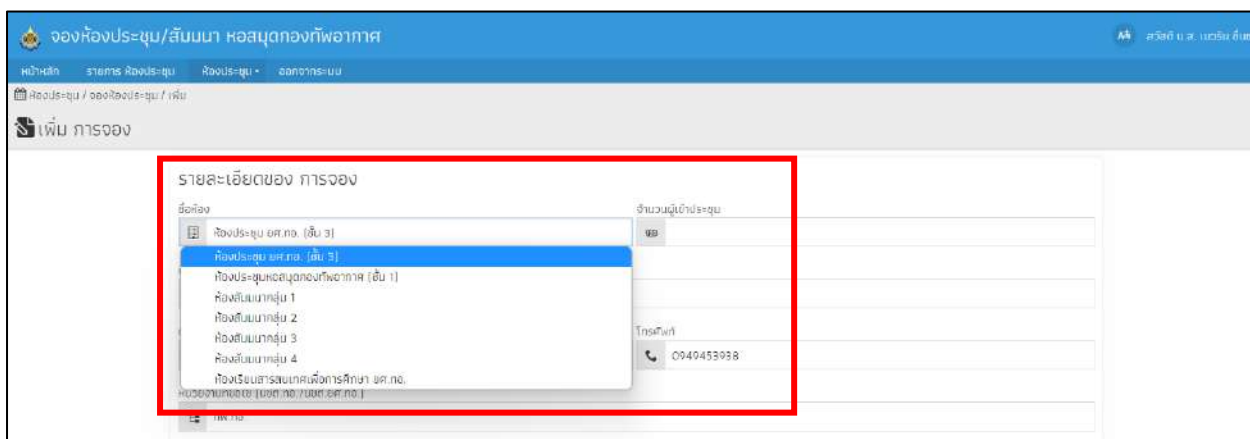 จองห้องประชุม/สัมมนา หอสมุดกองทัพอากาศ
สวัสดี น.ส.
หน้าหลัก รายการ ห้องประชุม ห้องประชุม ออกจากระบบ
ห้องประชุม / จองห้องประชุม / เพิ่ม
เพิ่ม การจอง
รายละเอียดของ การจอง
ชื่อห้อง จำนวนผู้เข้าประชุม
ห้องประชุม ยศ.ทอ. (ชั้น 3)
ห้องประชุม ยศ.ทอ. (ชั้น 3)
ห้องประชุมหอสมุดกองทัพอากาศ (ชั้น 1)
ห้องสัมมนากลุ่ม 1
ห้องสัมมนากลุ่ม 2
ห้องสัมมนากลุ่ม 3
โทรศัพท์
ห้องสัมมนากลุ่ม 4
0949453938
ห้องเรียนสารสนเทศเพื่อการศึกษา ยศ.ทอ.